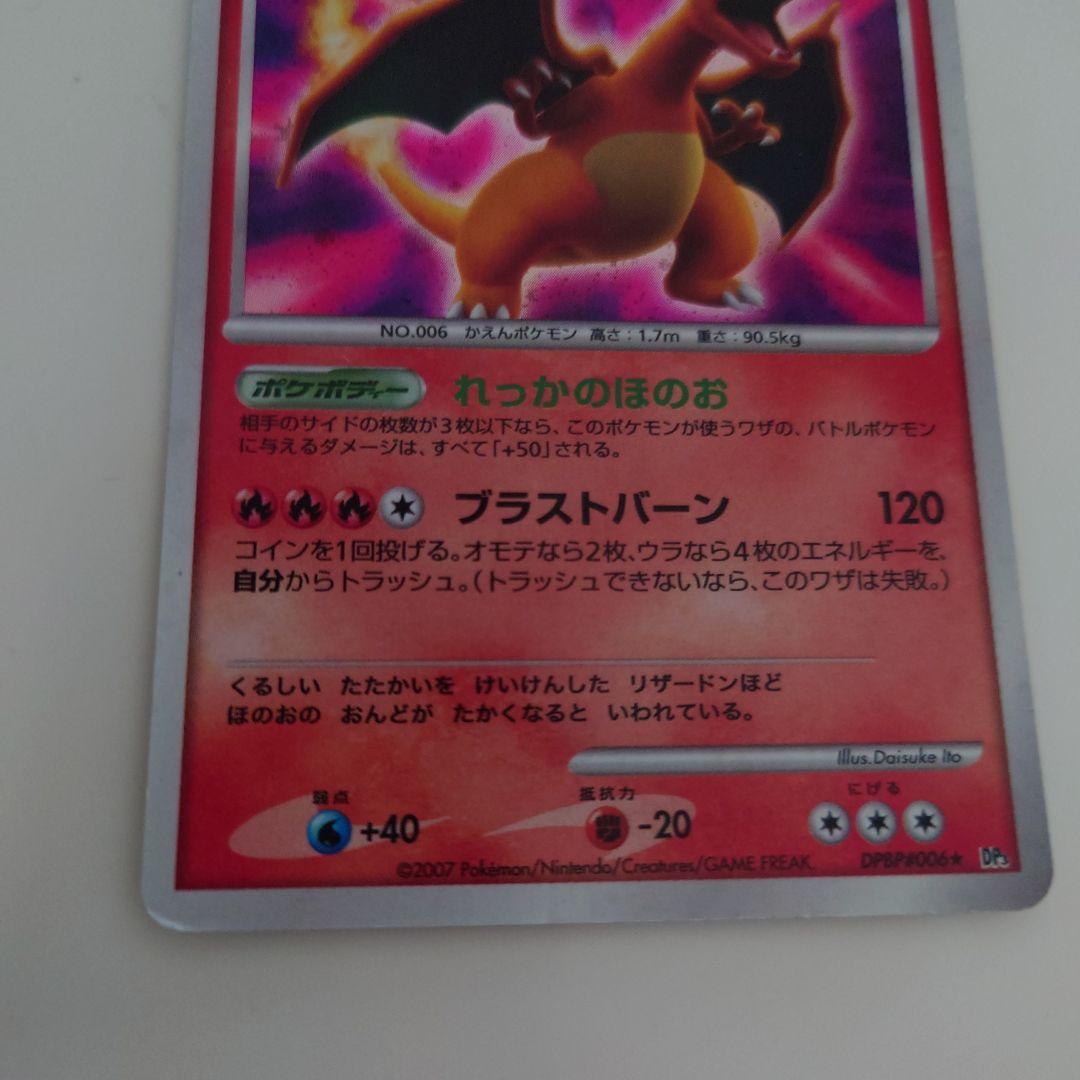 NO.006 かえんポケモン 高さ：1.7m 重さ：90.5kg
ポケボディー れっかのほのお
相手のサイドの枚数が3枚以下なら、このポケモンが使うワザの、バトルポケモン
に与えるダメージは、すべて「+50」される。
ブラストバーン 120
コインを1回投げる。オモテなら2枚、ウラなら4枚のエネルギーを、
自分からトラッシュ。（トラッシュできないなら、このワザは失敗。）
くるしい たたかいを けいけんした リザードンほど
ほのおの おんどが たかくなると いわれている。
Illus.Daisuke Ito
弱点 +40 抵抗力 -20 にげる
©2007 Pokémon/Nintendo/Creatures/GAME FREAK. DPBP#006★ DP3